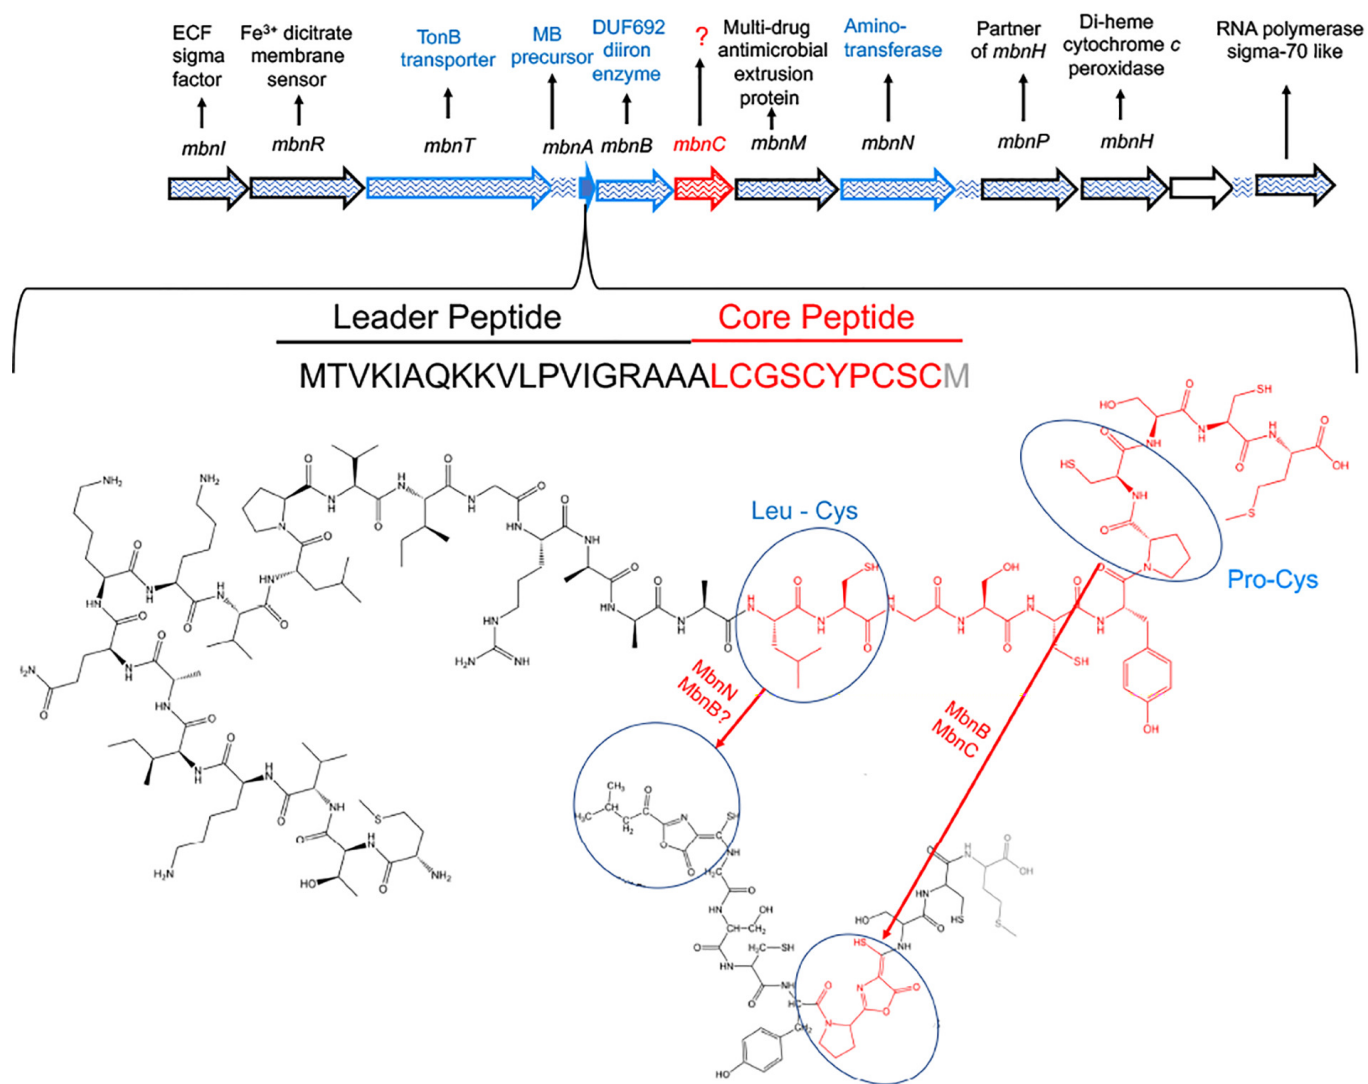 ECF sigma factor
Fe³⁺ dicitrate membrane sensor
TonB transporter
MB precursor
DUF692 diiron enzyme
?
Multi-drug antimicrobial extrusion protein
Amino-transferase
Partner of mbnH
Di-heme cytochrome c peroxidase
RNA polymerase sigma-70 like
mbnI mbnR mbnT mbnA mbnB mbnC mbnM mbnN mbnP mbnH
Leader Peptide Core Peptide
MTVKIAQKKVLPVIGRAAALCGSCYPCSCM
Leu - Cys
Pro-Cys
MbnN
MbnB?
MbnB
MbnC